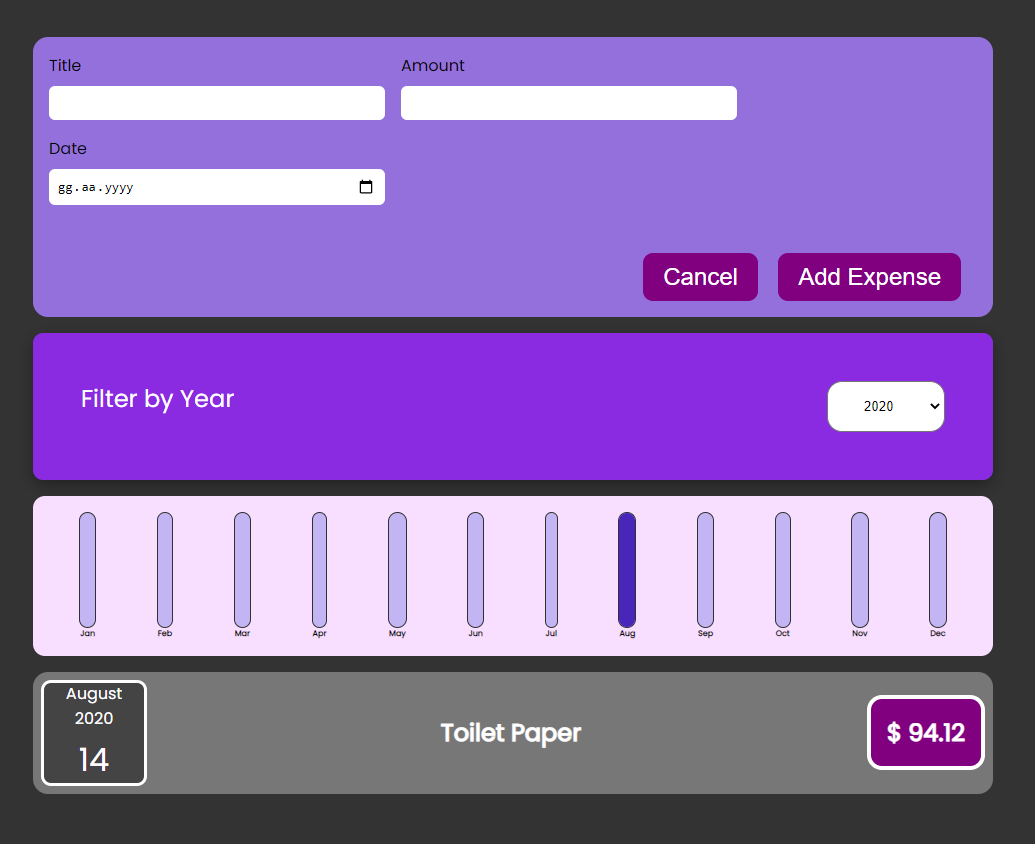 Title
Amount
Date
gg.aa.yyyy
Cancel
Add Expense
Filter by Year
2020
Jan
Feb
Mar
Apr
May
Jun
Jul
Aug
Sep
Oct
Nov
Dec
August
2020
14
Toilet Paper
$ 94.12